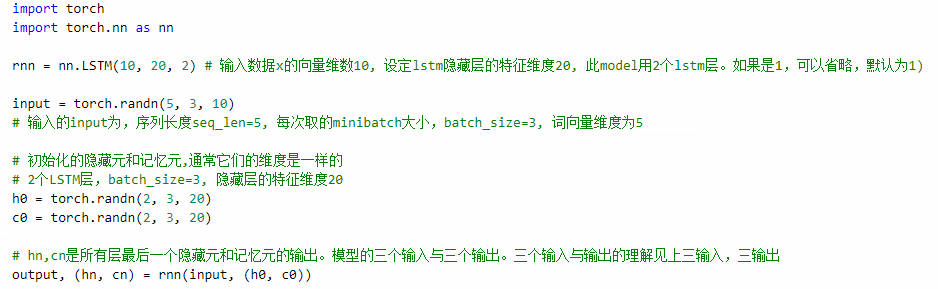 import torch
import torch.nn as nn
rnn = nn.LSTM(10, 20, 2) # 输入数据x的向量维数10, 设定lstm隐藏层的特征维度20, 此model用2个lstm层。如果是1，可以省略，默认为1)
input = torch.randn(5, 3, 10)
# 输入的input为，序列长度seq_len=5, 每次取的minibatch大小，batch_size=3, 词向量维度为5
# 初始化的隐藏元和记忆元,通常它们的维度是一样的
# 2个LSTM层，batch_size=3, 隐藏层的特征维度20
h0 = torch.randn(2, 3, 20)
c0 = torch.randn(2, 3, 20)
# hn,cn是所有层最后一个隐藏元和记忆元的输出。模型的三个输入与三个输出。三个输入与输出的理解见上三输入，三输出
output, (hn, cn) = rnn(input, (h0, c0))